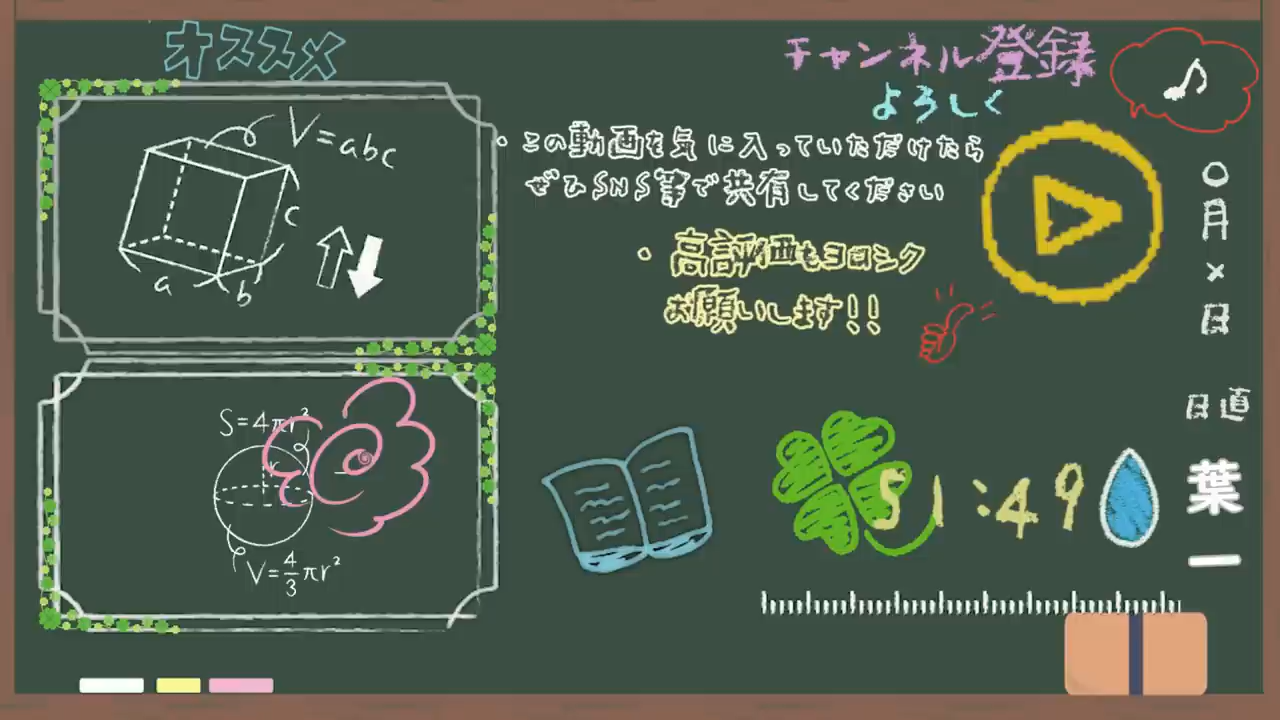 オススメ
V=abc
c
a
b
S=4πr²
r
V=4/3πr²
チャンネル登録
よろしく
・この動画を気に入っていただけたら
ぜひSNS等で共有してください
・高評価もヨロシク
お願いします!!
51:49
〇月×日
日直
葉一